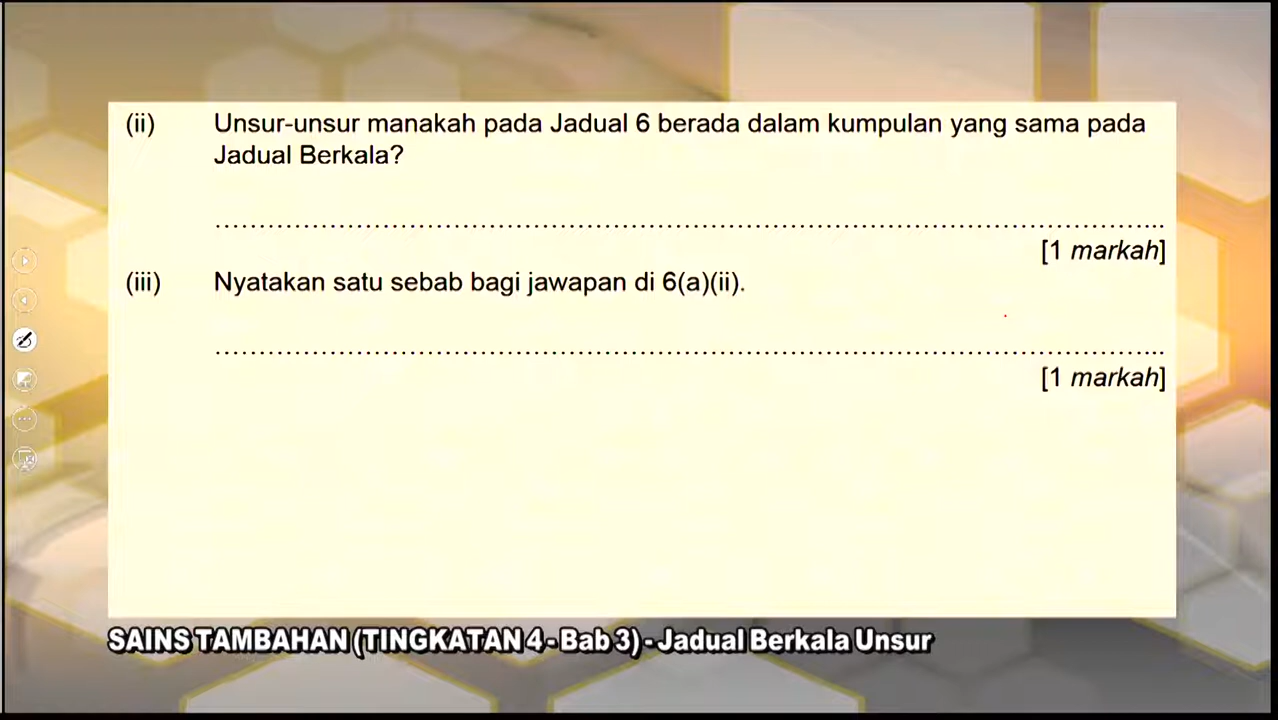 (ii) Unsur-unsur manakah pada Jadual 6 berada dalam kumpulan yang sama pada
Jadual Berkala?
..........................................................................................................
[1 markah]
(iii) Nyatakan satu sebab bagi jawapan di 6(a)(ii).
..........................................................................................................
[1 markah]
SAINS TAMBAHAN (TINGKATAN 4 - Bab 3) - Jadual Berkala Unsur